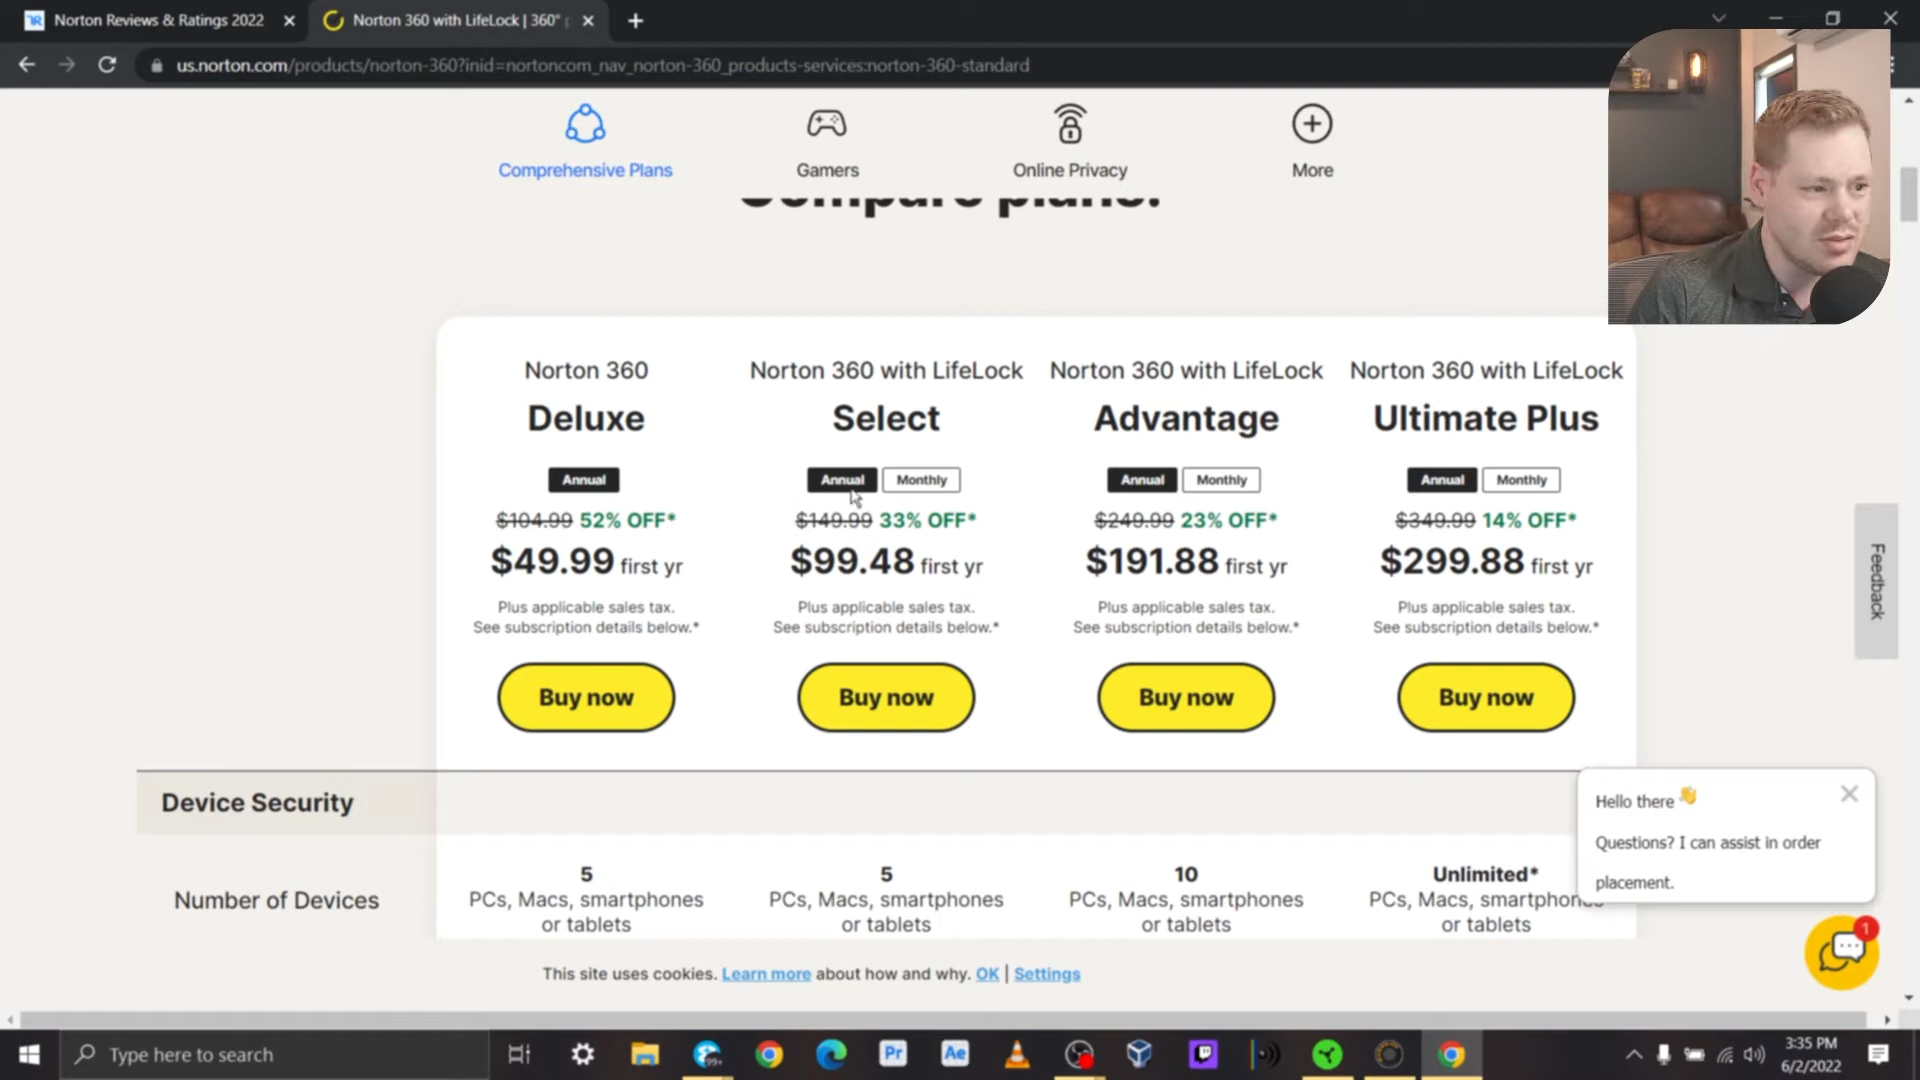 Norton Reviews & Ratings 2022
Norton 360 with LifeLock | 360°
us.norton.com/products/norton-360?inid=nortoncom_nav_norton-360_products-services:norton-360-standard
Comprehensive Plans
Gamers
Online Privacy
More
Compare plans:
Norton 360
Norton 360 with LifeLock
Norton 360 with LifeLock
Norton 360 with LifeLock
Deluxe
Select
Advantage
Ultimate Plus
Annual
Annual Monthly
Annual Monthly
Annual Monthly
$104.99 52% OFF*
$149.99 33% OFF*
$249.99 23% OFF*
$349.99 14% OFF*
$49.99 first yr
$99.48 first yr
$191.88 first yr
$299.88 first yr
Plus applicable sales tax.
See subscription details below.*
Plus applicable sales tax.
See subscription details below.*
Plus applicable sales tax.
See subscription details below.*
Plus applicable sales tax.
See subscription details below.*
Buy now
Buy now
Buy now
Buy now
Feedback
Device Security
Number of Devices
5
PCs, Macs, smartphones
or tablets
5
PCs, Macs, smartphones
or tablets
10
PCs, Macs, smartphones
or tablets
Unlimited*
PCs, Macs, smartphones
or tablets
Hello there
Questions? I can assist in order
placement.
1
This site uses cookies. Learn more about how and why. OK | Settings
Type here to search
99+
Pr
Ae
3:35 PM
6/2/2022